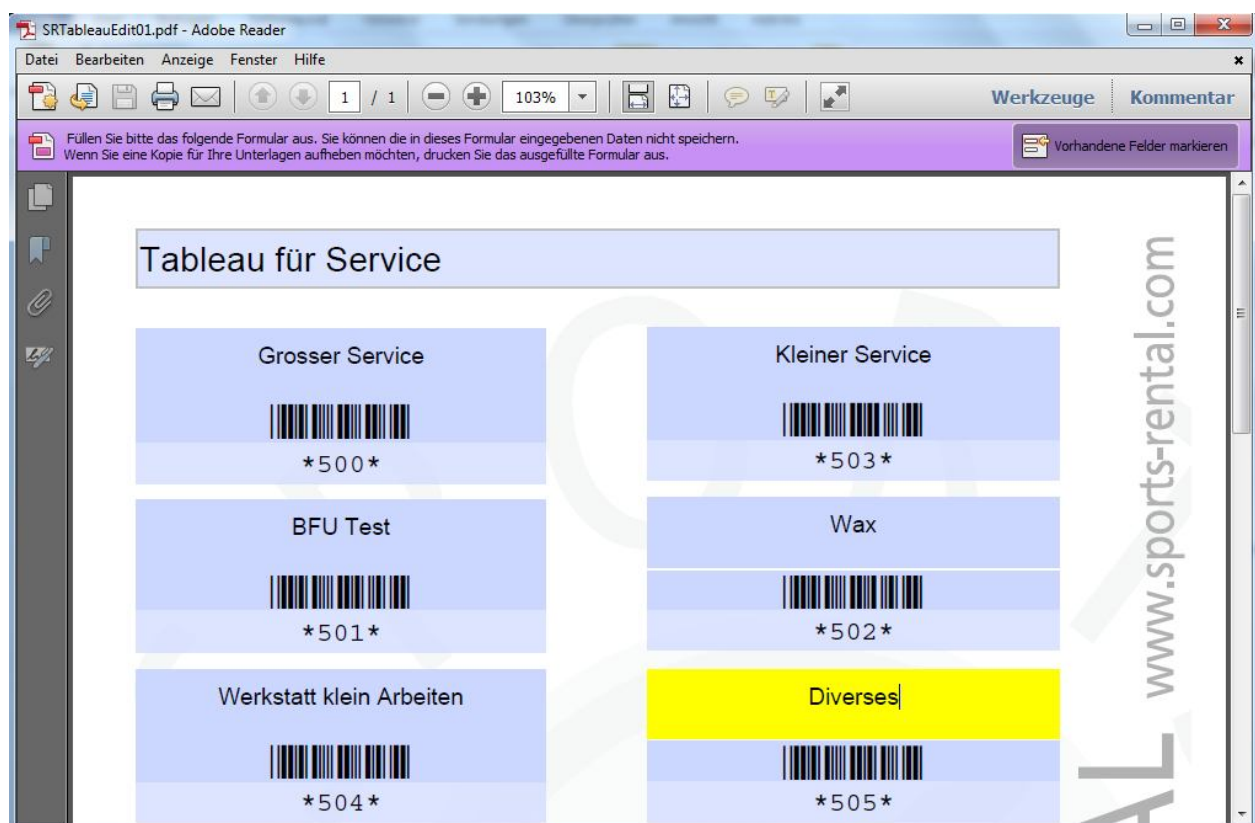 SRTableauEdit01.pdf - Adobe Reader
Datei Bearbeiten Anzeige Fenster Hilfe
1 / 1 103% Werkzeuge Kommentar
Füllen Sie bitte das folgende Formular aus. Sie können die in dieses Formular eingegebenen Daten nicht speichern.
Wenn Sie eine Kopie für Ihre Unterlagen aufheben möchten, drucken Sie das ausgefüllte Formular aus.
Vorhandene Felder markieren
Tableau für Service
Grosser Service
*500*
Kleiner Service
*503*
BFU Test
*501*
Wax
*502*
Werkstatt klein Arbeiten
*504*
Diverses
*505*
www.sports-rental.com
AL